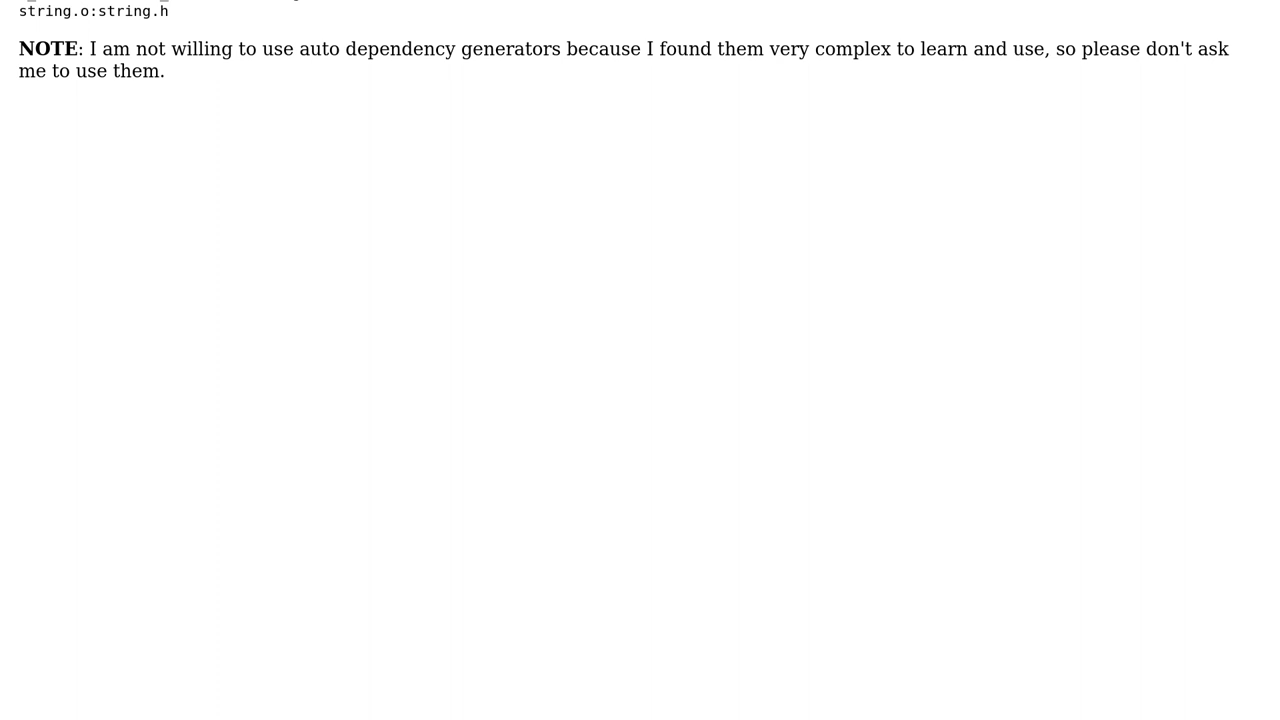 string.o:string.h
NOTE: I am not willing to use auto dependency generators because I found them very complex to learn and use, so please don't ask
me to use them.